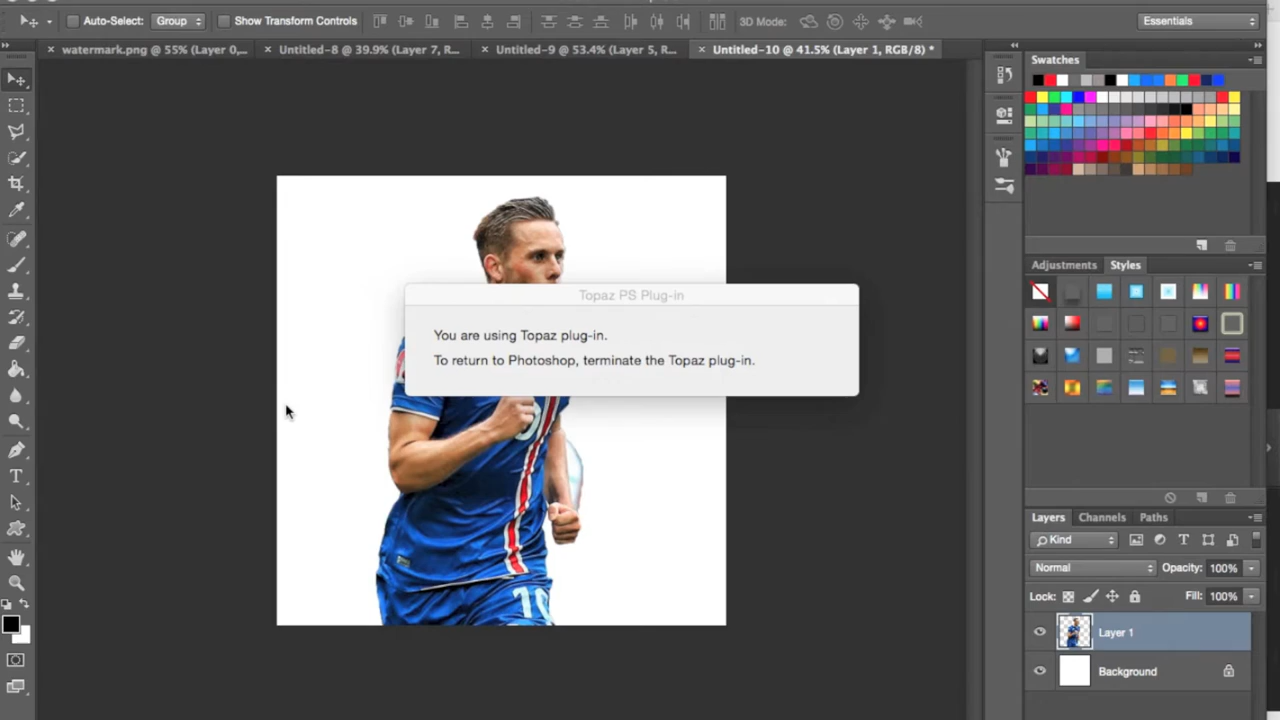 Auto-Select:
Group
Show Transform Controls
3D Mode:
Essentials
watermark.png @ 55% (Layer 0,...
Untitled-8 @ 39.9% (Layer 7, R...
Untitled-9 @ 53.4% (Layer 5, R...
Untitled-10 @ 41.5% (Layer 1, RGB/8) *
Swatches
Adjustments
Styles
Topaz PS Plug-in
You are using Topaz plug-in.
To return to Photoshop, terminate the Topaz plug-in.
10
Layers
Channels
Paths
Kind
Normal
Opacity: 100%
Lock:
Fill: 100%
Layer 1
Background